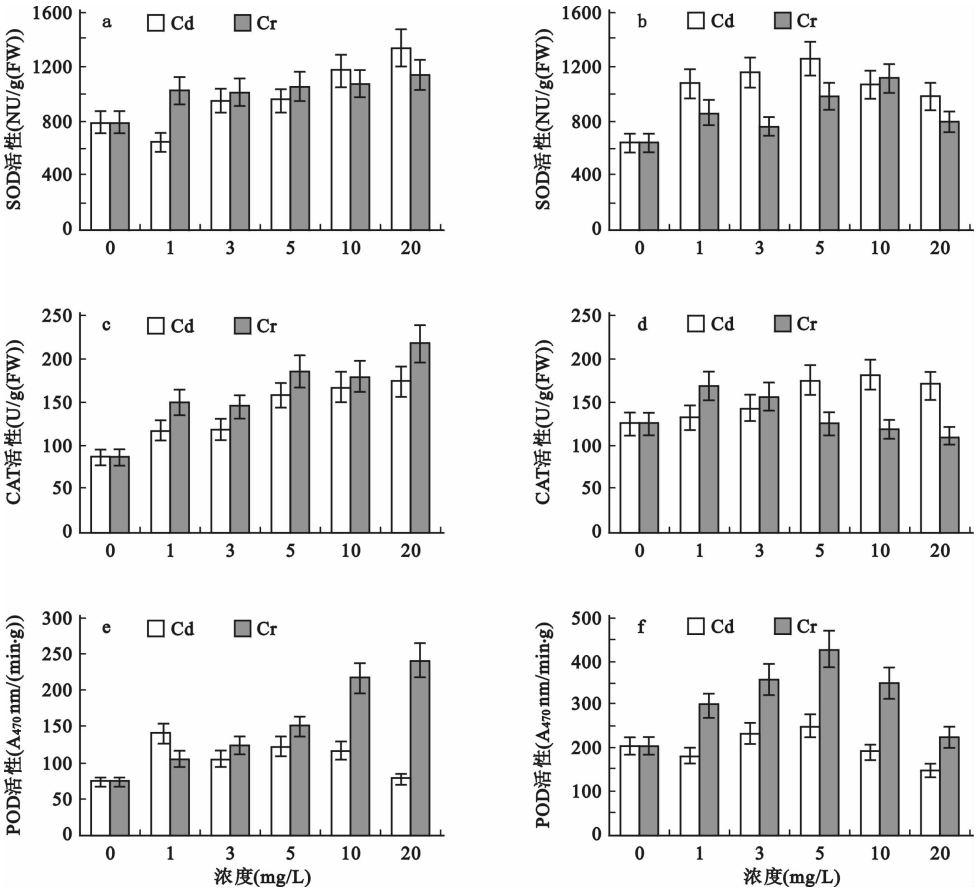 a Cd Cr
SOD活性(NU/g(FW))
1600
1200
800
400
0
0 1 3 5 10 20
b Cd Cr
SOD活性(NU/g(FW))
1600
1200
800
400
0
0 1 3 5 10 20
c Cd Cr
CAT活性(U/g(FW))
250
200
150
100
50
0
0 1 3 5 10 20
d Cd Cr
CAT活性(U/g(FW))
250
200
150
100
50
0
0 1 3 5 10 20
e Cd Cr
POD活性(A470nm/(min·g))
300
250
200
150
100
50
0
0 1 3 5 10 20
浓度(mg/L)
f Cd Cr
POD活性(A470nm/min·g)
500
400
300
200
100
0
0 1 3 5 10 20
浓度(mg/L)